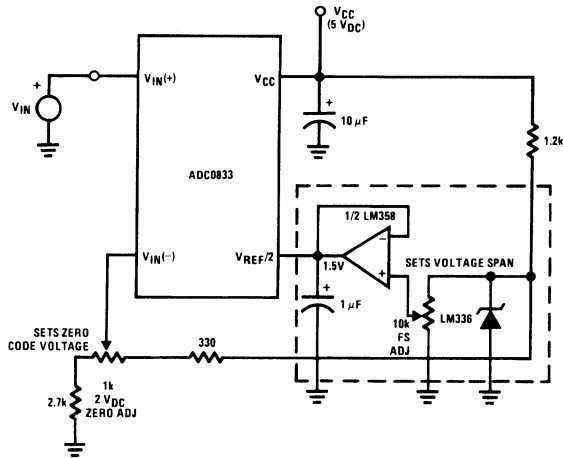 VCC
(5 VDC)
+
VIN(+)
VCC
VIN
+
10 μF
1.2k
ADC0833
1/2 LM358
VIN(−)
VREF/2
1.5V
−
+
SETS VOLTAGE SPAN
+
1 μF
10k
FS
ADJ
LM336
SETS ZERO
CODE VOLTAGE
330
1k
2 VDC
ZERO ADJ
2.7k